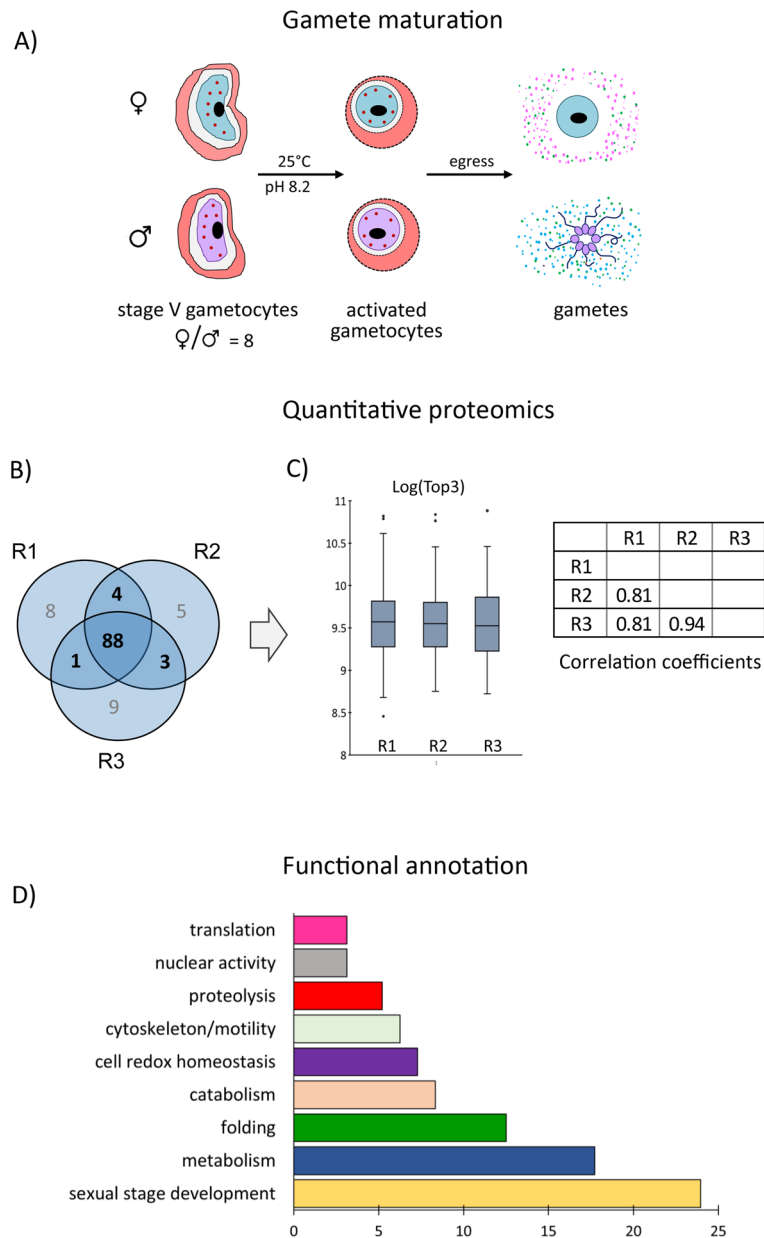 Gamete maturation
A)
♀
♂
25°C
pH 8.2
egress
stage V gametocytes
♀/♂ = 8
activated
gametocytes
gametes
Quantitative proteomics
B)
R1
R2
8
4
5
88
1
3
9
R3
C)
Log(Top3)
11
10.5
10
9.5
9
8.5
8
R1 R2 R3
1
R1 R2 R3
R1
R2 0.81
R3 0.81 0.94
Correlation coefficients
Functional annotation
D)
translation
nuclear activity
proteolysis
cytoskeleton/motility
cell redox homeostasis
catabolism
folding
metabolism
sexual stage development
0 5 10 15 20 25